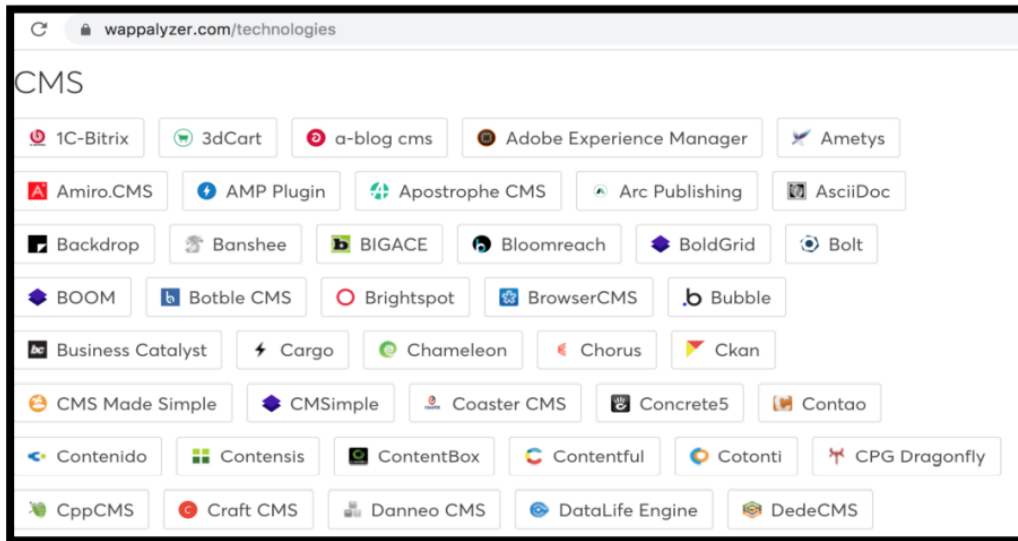 wappalyzer.com/technologies
CMS
1C-Bitrix 3dCart a-blog cms Adobe Experience Manager Ametys
Amiro.CMS AMP Plugin Apostrophe CMS Arc Publishing AsciiDoc
Backdrop Banshee BIGACE Bloomreach BoldGrid Bolt
BOOM Botble CMS Brightspot BrowserCMS Bubble
Business Catalyst Cargo Chameleon Chorus Ckan
CMS Made Simple CMSimple Coaster CMS Concrete5 Contao
Contenido Contensis ContentBox Contentful Cotonti CPG Dragonfly
CppCMS Craft CMS Danneo CMS DataLife Engine DedeCMS